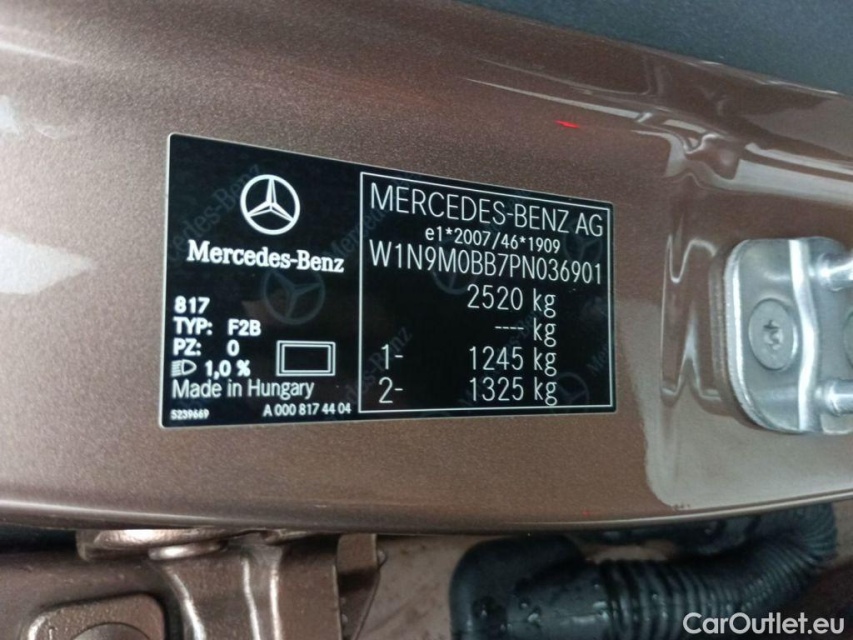 Mercedes-Benz
817
TYP: F2B
PZ: 0
1,0 %
Made in Hungary
5239669 A 000 817 44 04
MERCEDES-BENZ AG
e1*2007/46*1909
W1N9M0BB7PN036901
2520 kg
---- kg
1- 1245 kg
2- 1325 kg
CarOutlet.eu